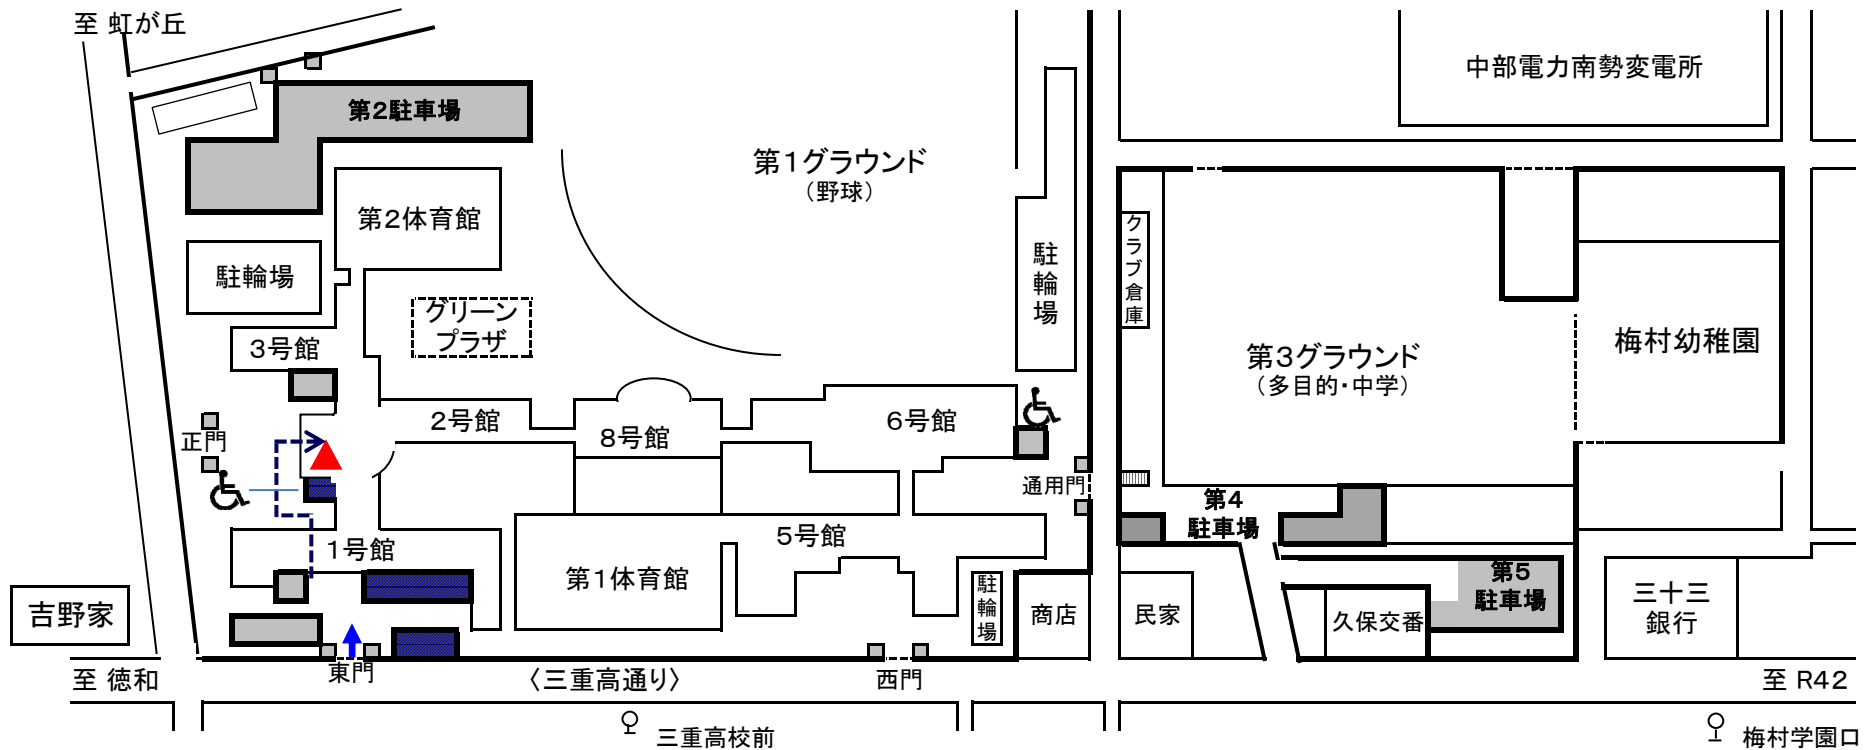 至 虹が丘
中部電力南勢変電所
第2駐車場
第1グラウンド
(野球)
第2体育館
クラブ倉庫
駐輪場
駐輪場
グリーン
プラザ
3号館
第3グラウンド
(多目的・中学)
梅村幼稚園
2号館
8号館
6号館
正門
通用門
第4
駐車場
1号館
5号館
第1体育館
第5
駐車場
吉野家
駐輪場
商店
民家
久保交番
三十三
銀行
至 徳和
東門
〈三重高通り〉
西門
至 R42
三重高校前
梅村学園口